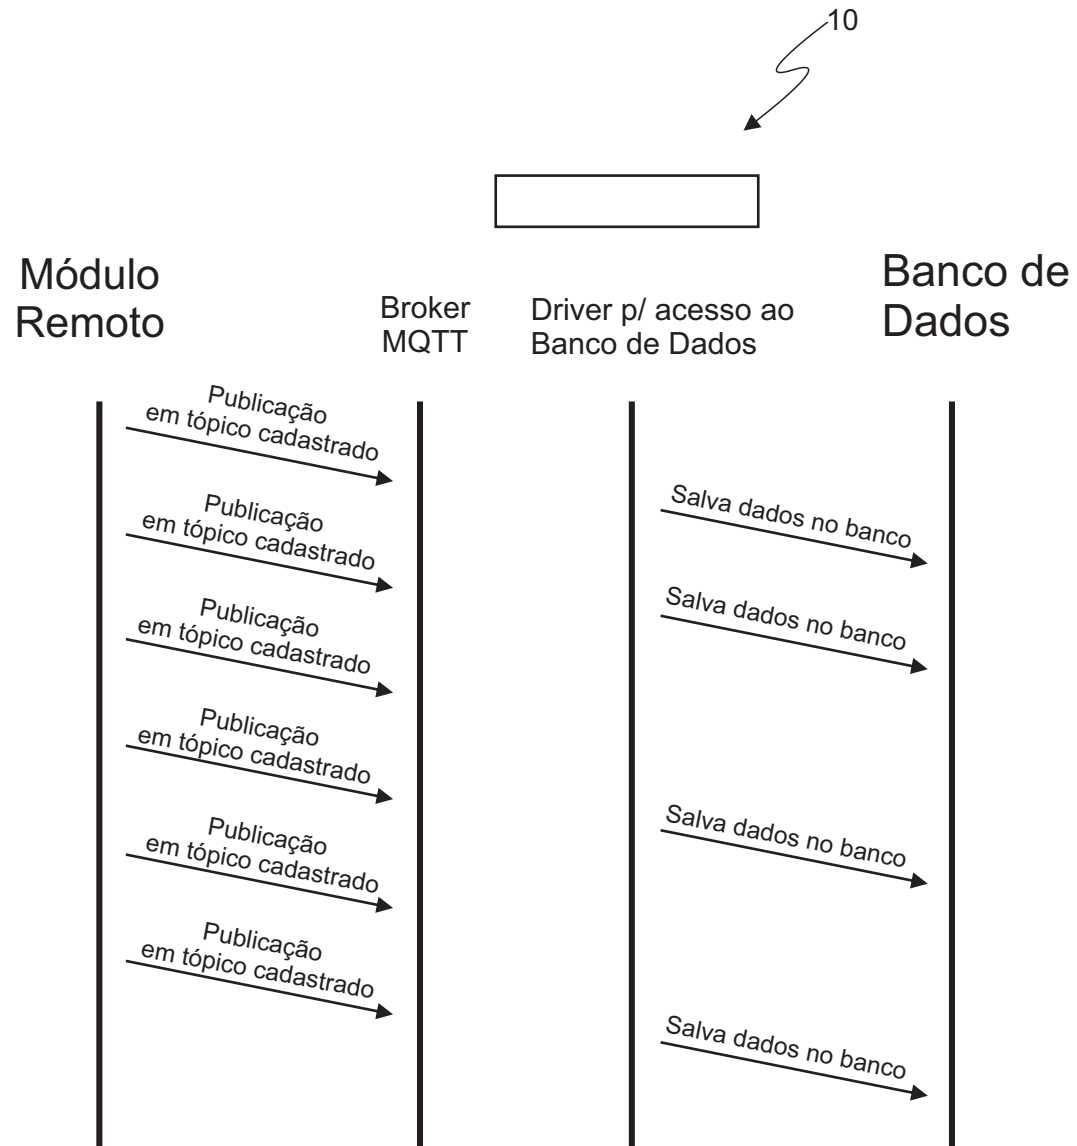 10
Módulo
Remoto
Broker
MQTT
Driver p/ acesso ao
Banco de Dados
Banco de
Dados
Publicação
em tópico cadastrado
Salva dados no banco
Publicação
em tópico cadastrado
Salva dados no banco
Publicação
em tópico cadastrado
Publicação
em tópico cadastrado
Salva dados no banco
Publicação
em tópico cadastrado
Publicação
em tópico cadastrado
Salva dados no banco